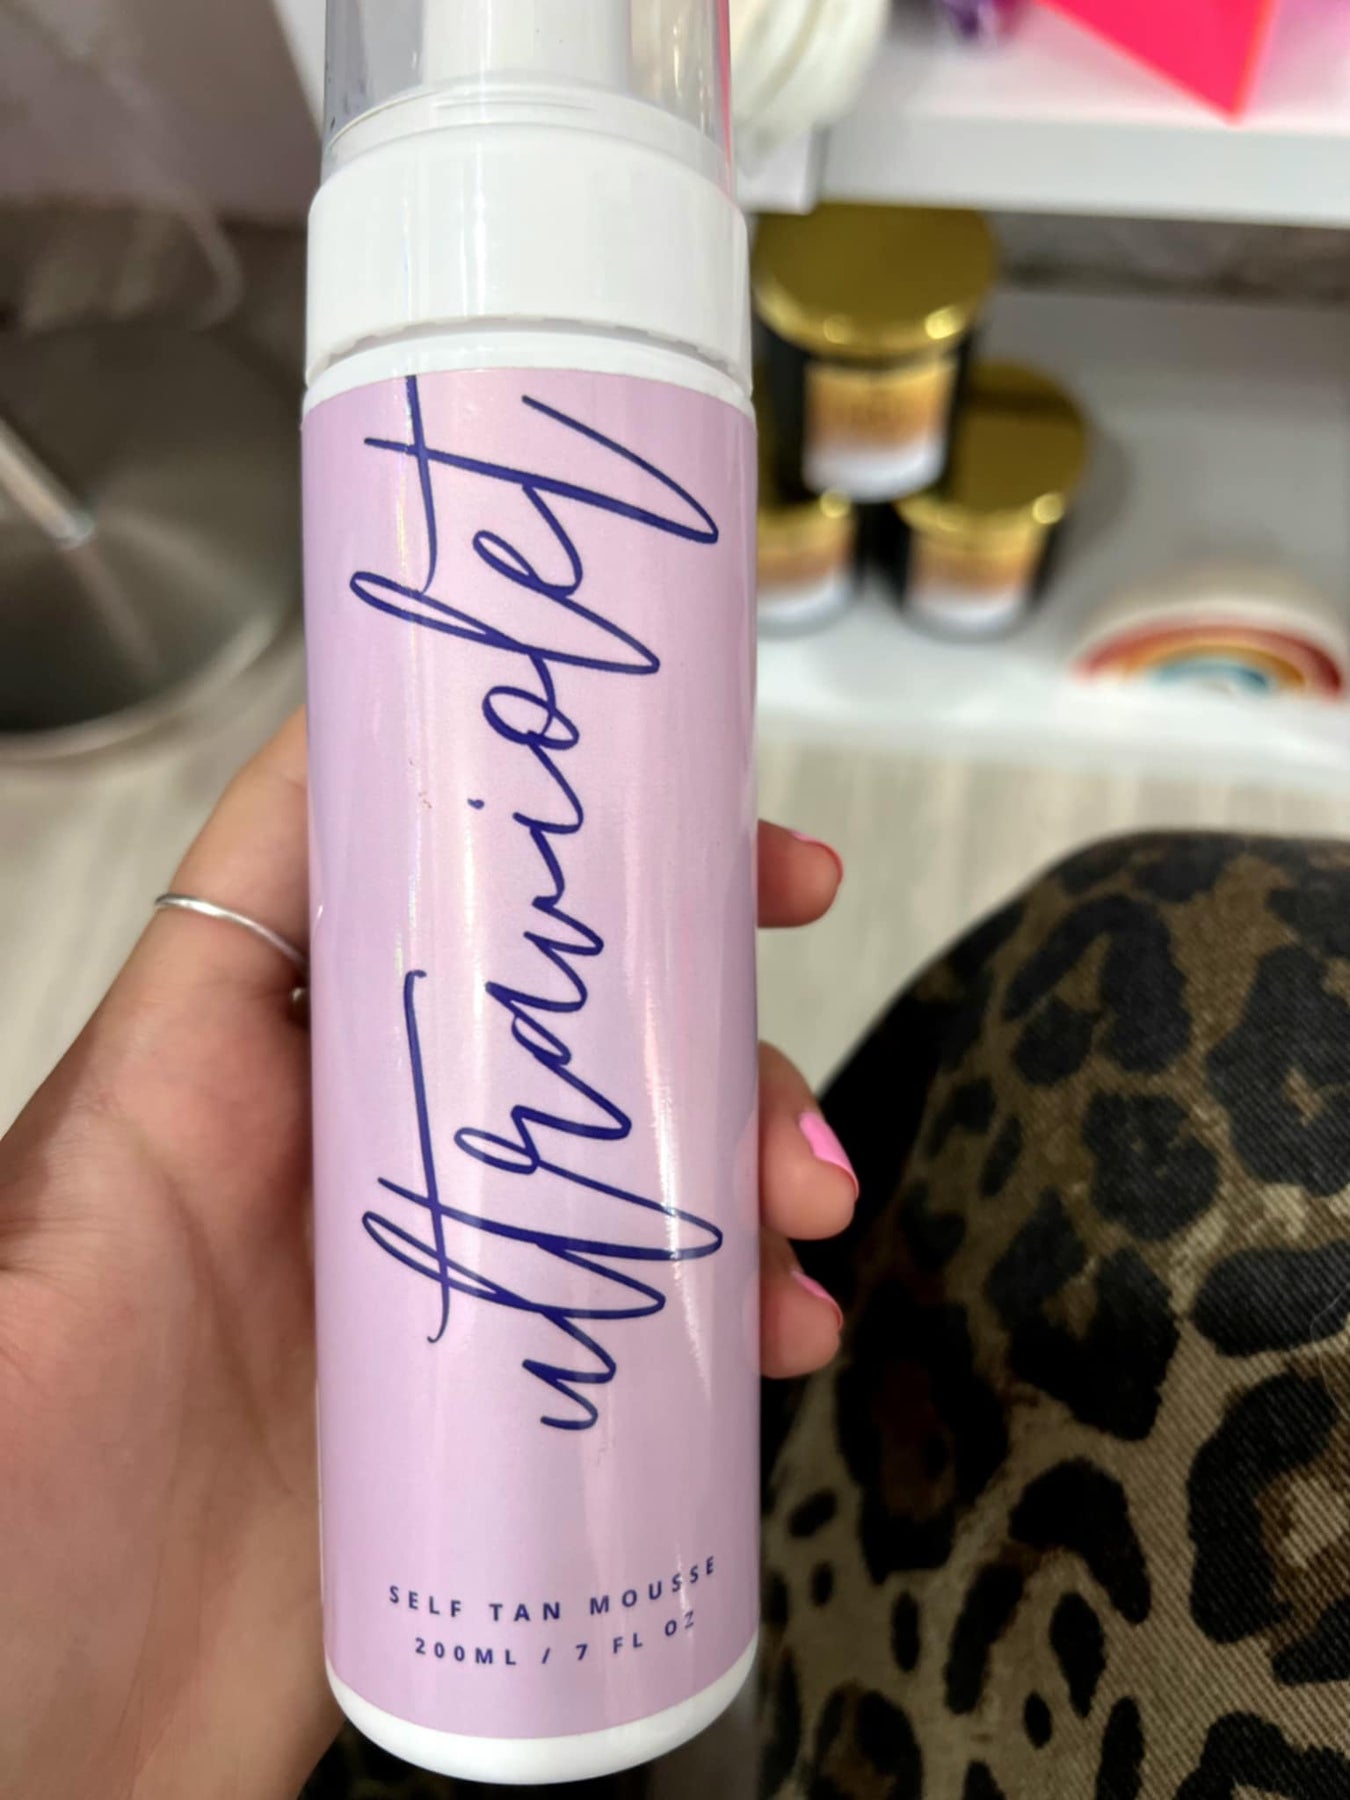 ultraviolet
SELF TAN MOUSSE
200ML / 7 FL OZ